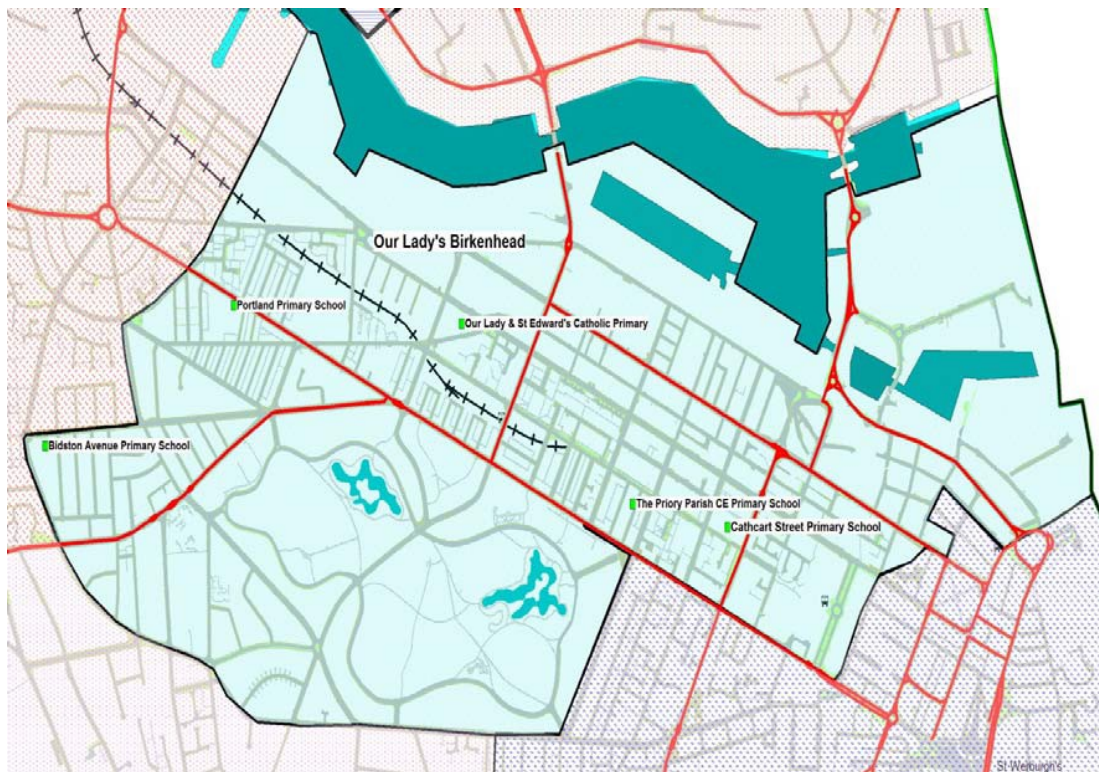 Our Lady's Birkenhead
Portland Primary School
Our Lady & St Edward's Catholic Primary
Bidston Avenue Primary School
The Priory Parish CE Primary School
Cathcart Street Primary School
St Werburgh's